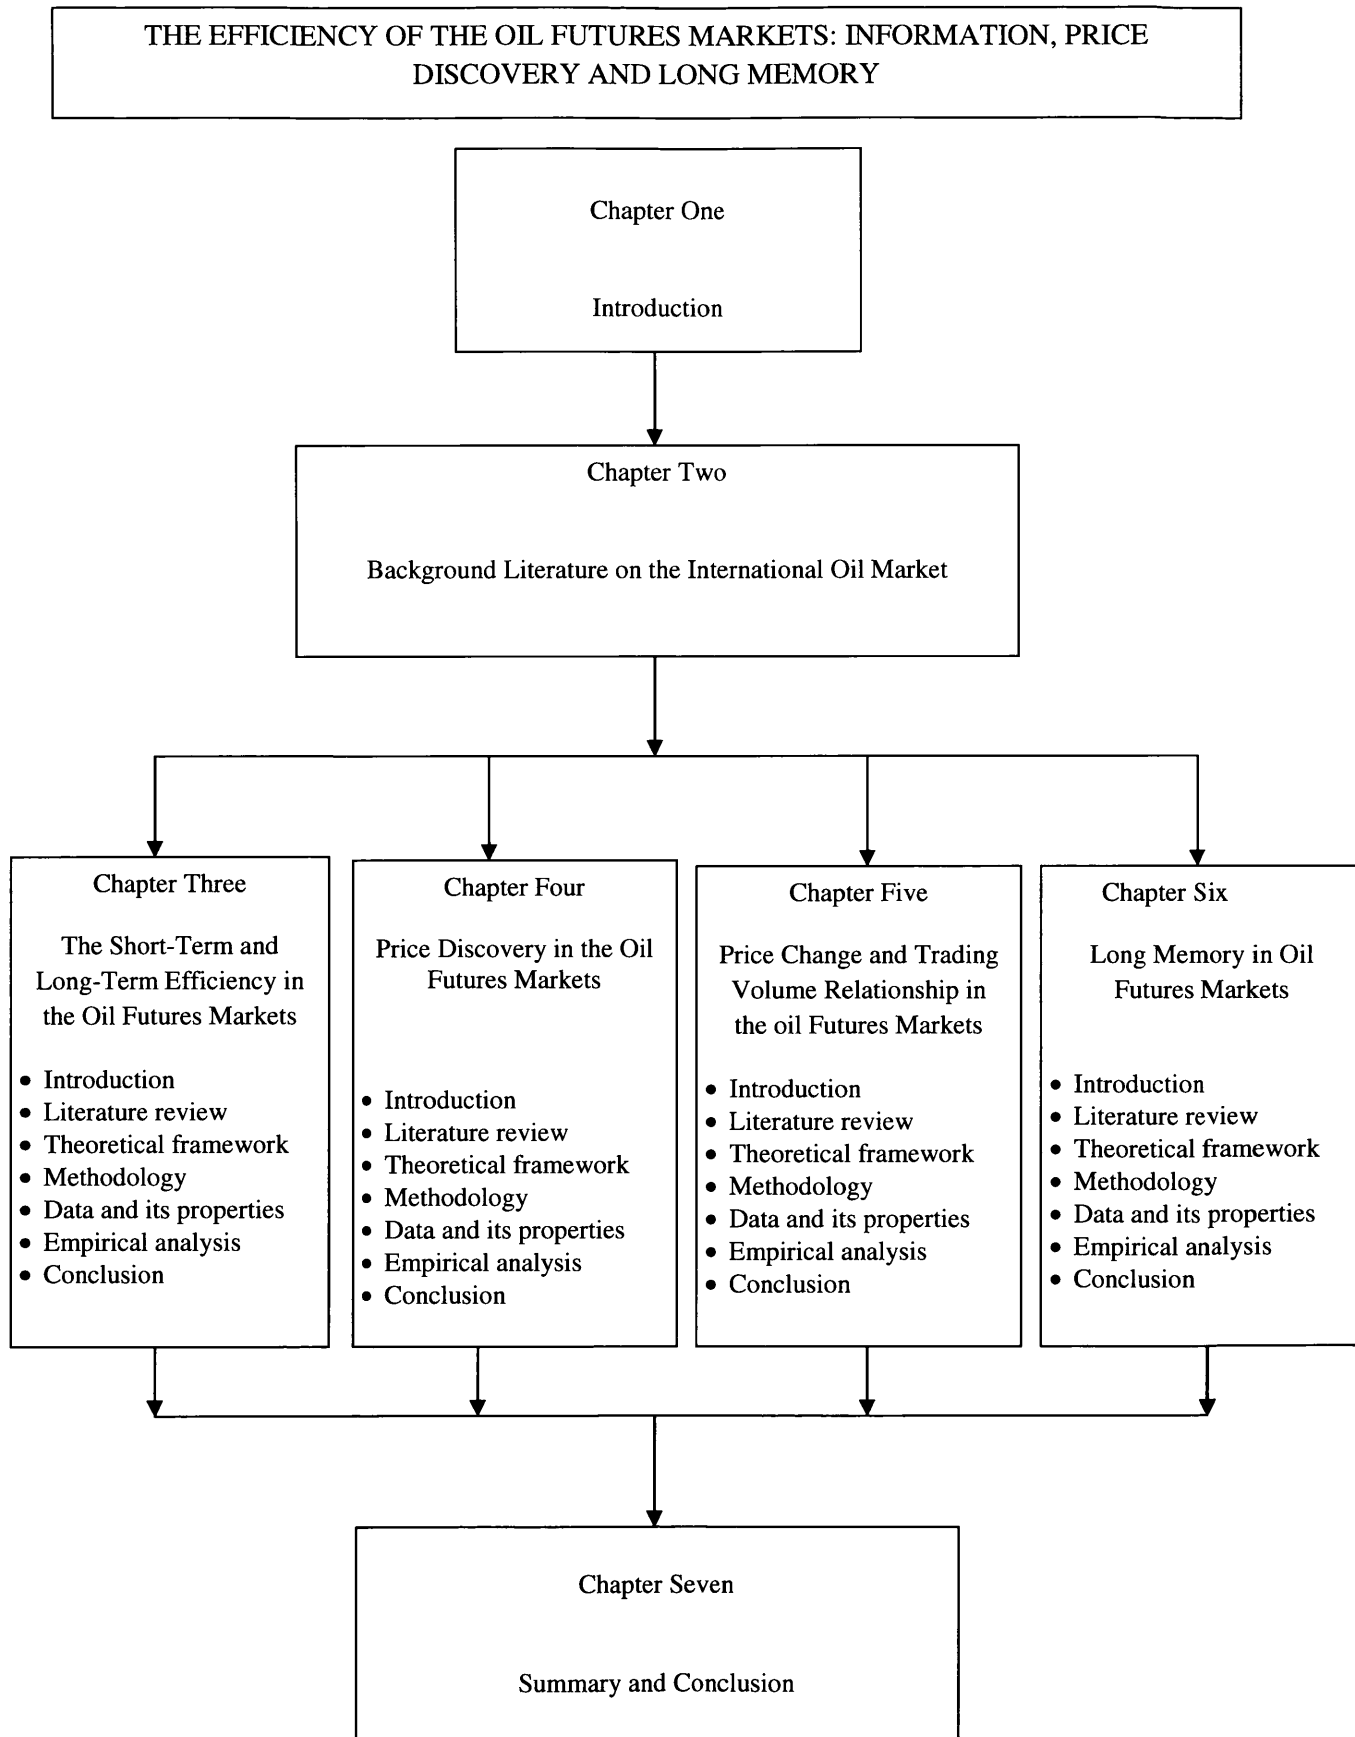 THE EFFICIENCY OF THE OIL FUTURES MARKETS: INFORMATION, PRICE
DISCOVERY AND LONG MEMORY
Chapter One
Introduction
Chapter Two
Background Literature on the International Oil Market
Chapter Three
The Short-Term and
Long-Term Efficiency in
the Oil Futures Markets
• Introduction
• Literature review
• Theoretical framework
• Methodology
• Data and its properties
• Empirical analysis
• Conclusion
Chapter Four
Price Discovery in the Oil
Futures Markets
• Introduction
• Literature review
• Theoretical framework
• Methodology
• Data and its properties
• Empirical analysis
• Conclusion
Chapter Five
Price Change and Trading
Volume Relationship in
the oil Futures Markets
• Introduction
• Literature review
• Theoretical framework
• Methodology
• Data and its properties
• Empirical analysis
• Conclusion
Chapter Six
Long Memory in Oil
Futures Markets
• Introduction
• Literature review
• Theoretical framework
• Methodology
• Data and its properties
• Empirical analysis
• Conclusion
Chapter Seven
Summary and Conclusion